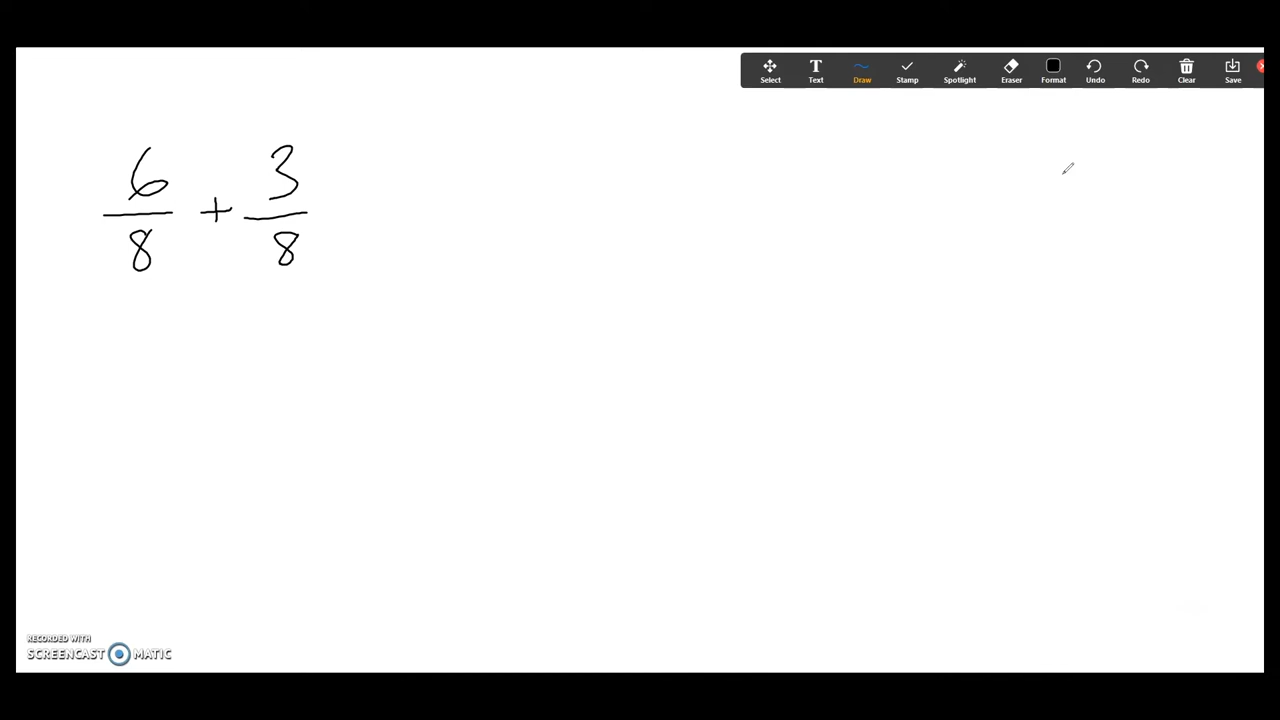 Select Text Draw Stamp Spotlight Eraser Format Undo Redo Clear Save
6/8 + 3/8
RECORDED WITH
SCREENCAST MATIC